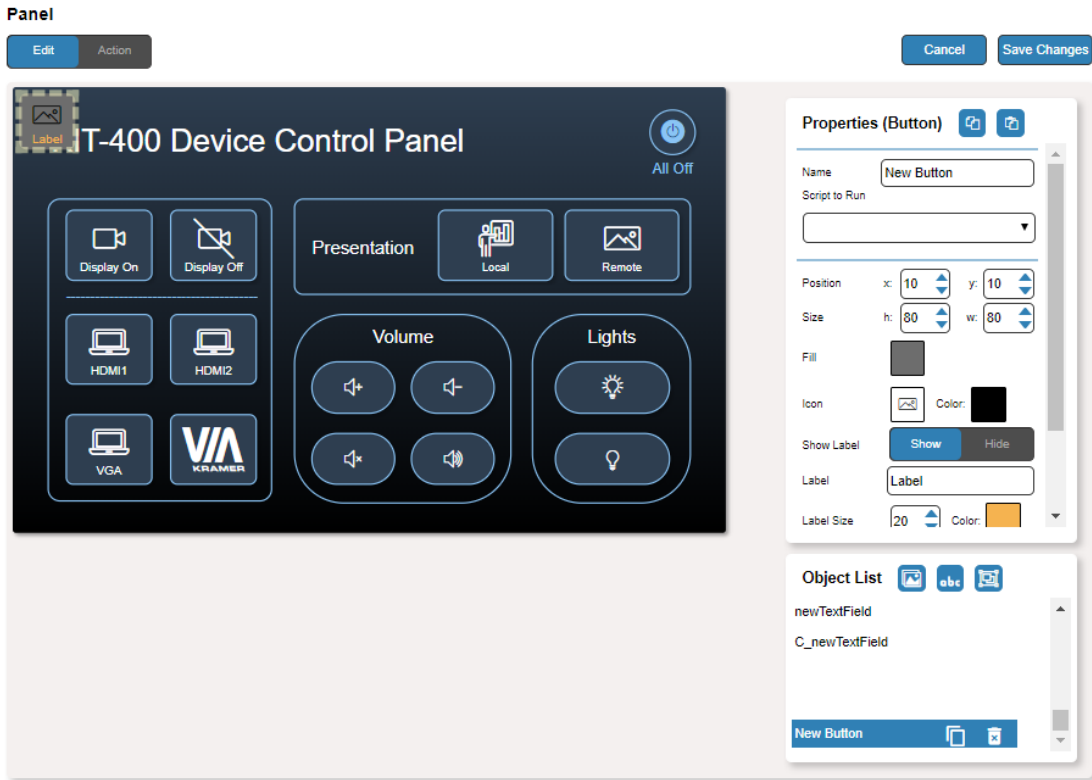 Panel
Edit Action Cancel Save Changes
Label
T-400 Device Control Panel
All Off
Display On Display Off
Presentation
Local Remote
HDMI1 HDMI2
Volume Lights
VGA
VIA
KRAMER
Properties (Button)
Name New Button
Script to Run
Position x: 10 y: 10
Size h: 80 w: 80
Fill
Icon Color:
Show Label Show Hide
Label Label
Label Size 20 Color:
Object List abc
newTextField
C_newTextField
New Button